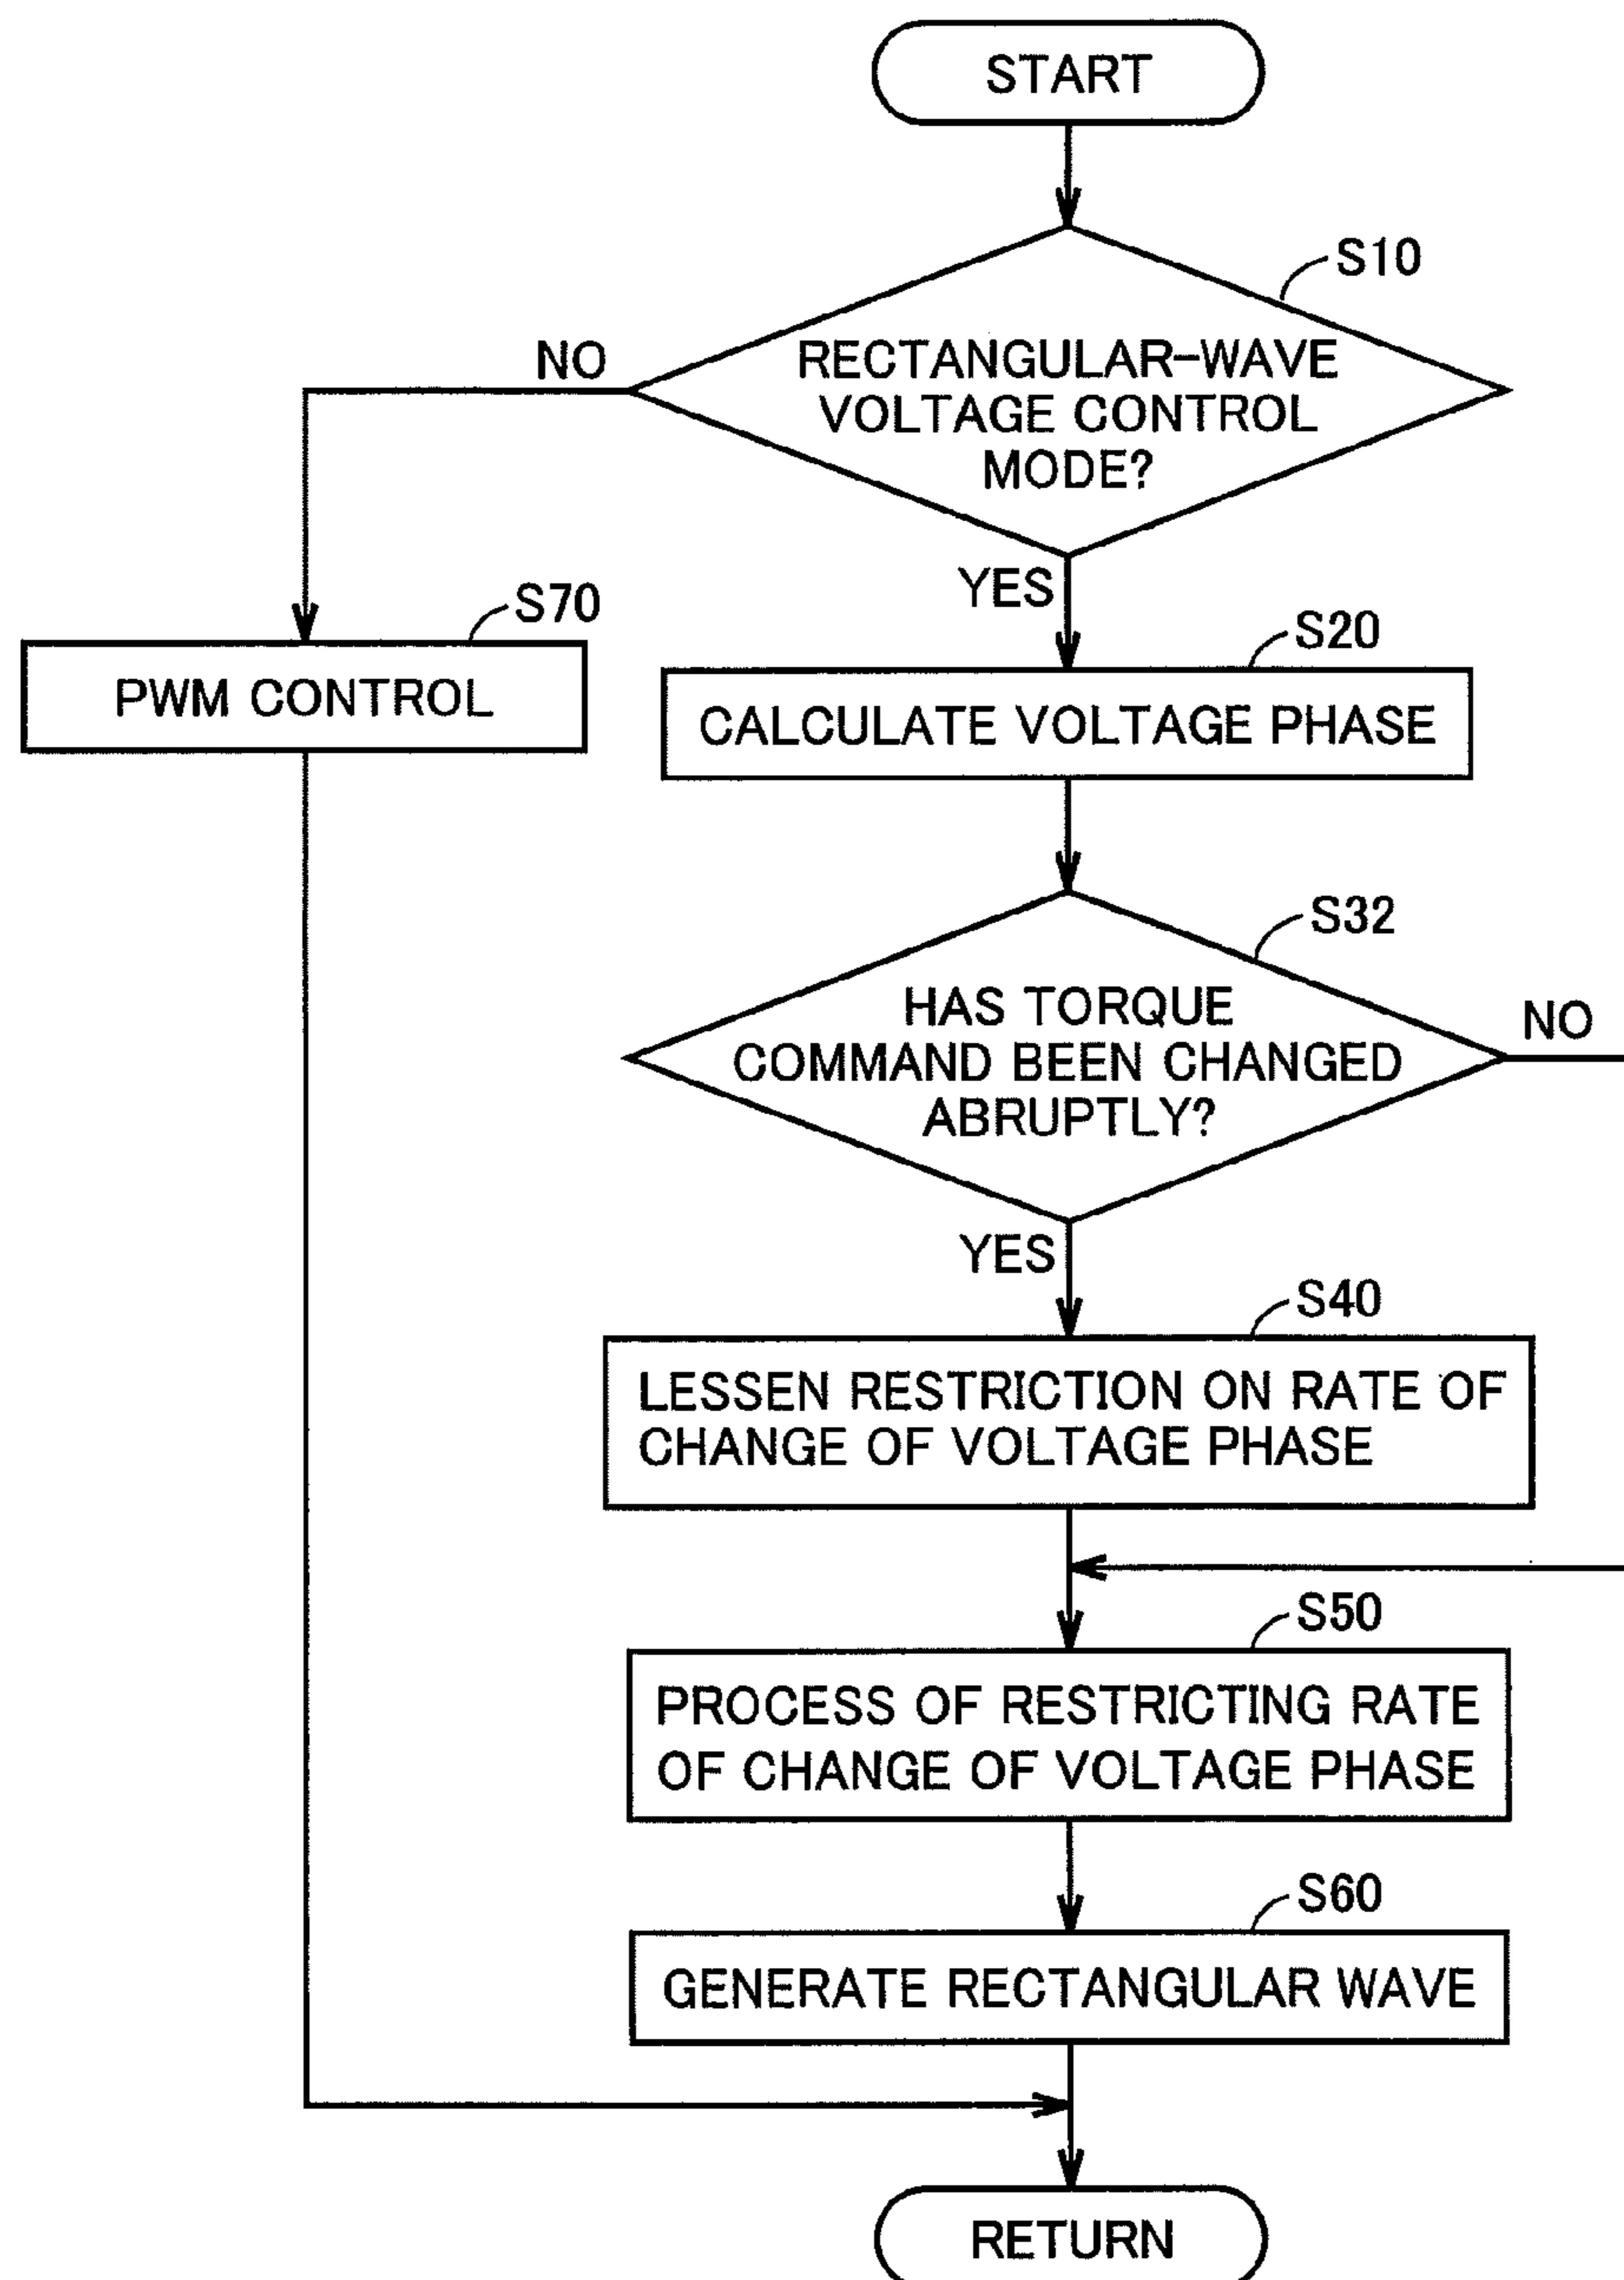 START
S10
RECTANGULAR-WAVE
VOLTAGE CONTROL
MODE?
NO
YES
S70
PWM CONTROL
S20
CALCULATE VOLTAGE PHASE
S32
HAS TORQUE
COMMAND BEEN CHANGED
ABRUPTLY?
NO
YES
S40
LESSEN RESTRICTION ON RATE OF
CHANGE OF VOLTAGE PHASE
S50
PROCESS OF RESTRICTING RATE
OF CHANGE OF VOLTAGE PHASE
S60
GENERATE RECTANGULAR WAVE
RETURN